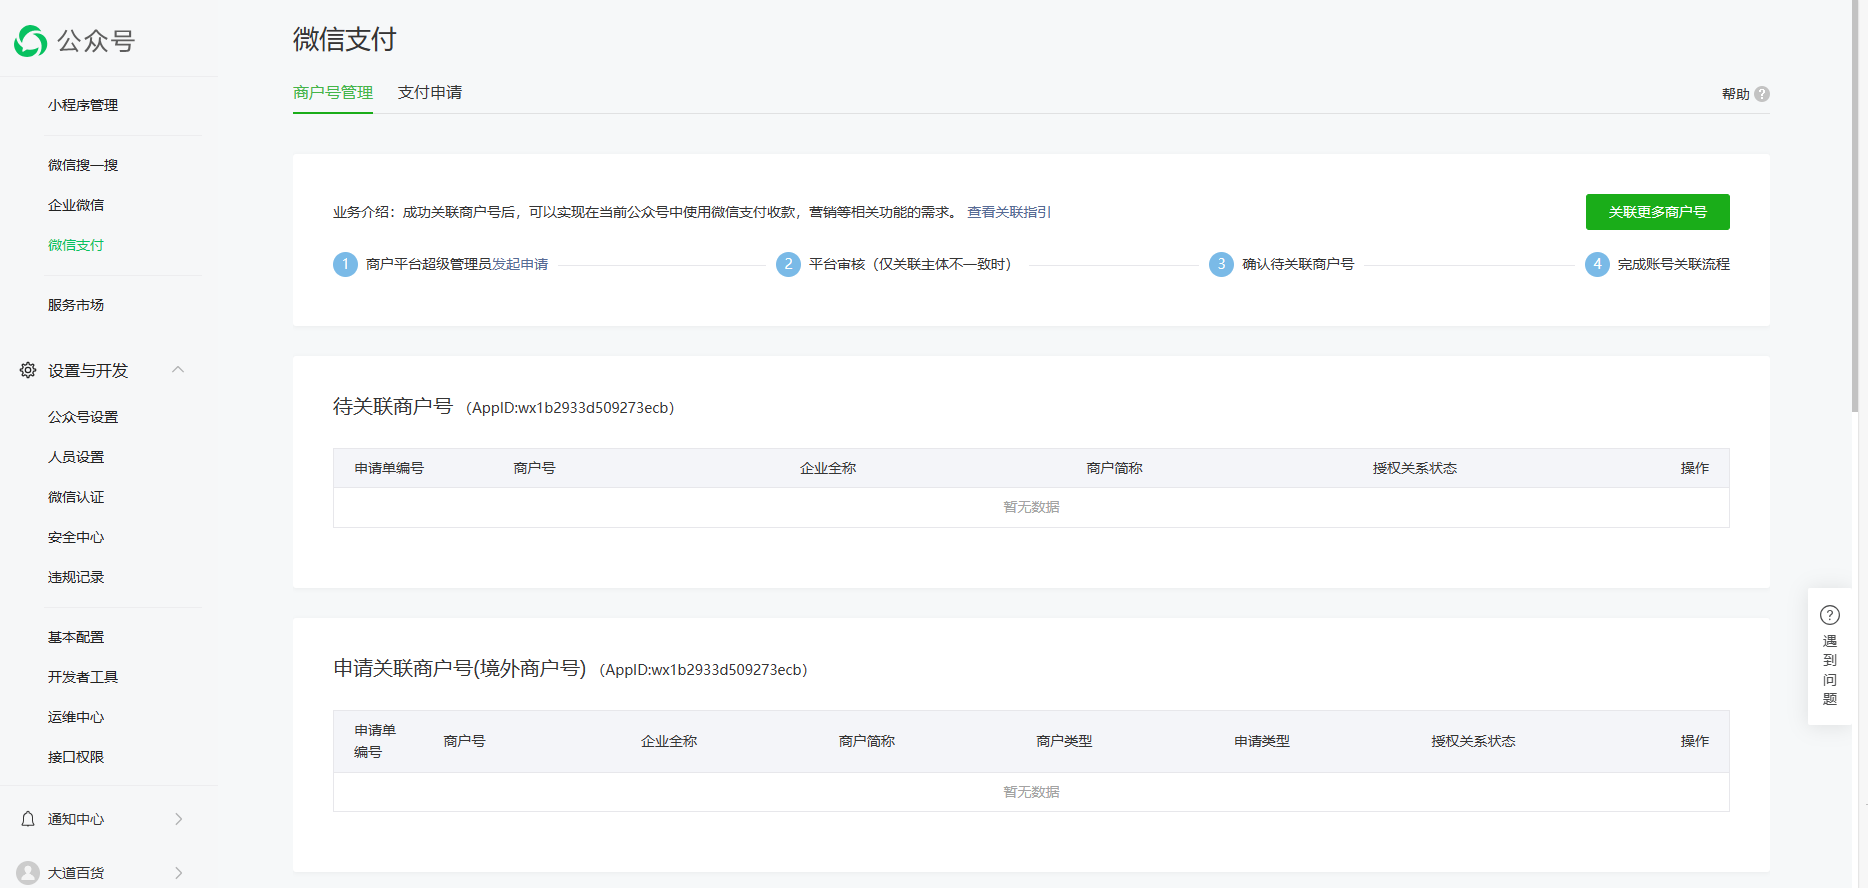 公众号
小程序管理
微信搜一搜
企业微信
微信支付
服务市场
设置与开发
公众号设置
人员设置
微信认证
安全中心
违规记录
基本配置
开发者工具
运维中心
接口权限
通知中心
大道百货
微信支付
商户号管理 支付申请 帮助 ?
业务介绍：成功关联商户号后，可以实现在当前公众号中使用微信支付收款，营销等相关功能的需求。 查看关联指引 关联更多商户号
1 商户平台超级管理员发起申请 2 平台审核（仅关联主体不一致时） 3 确认待关联商户号 4 完成账号关联流程
待关联商户号 （AppID:wx1b2933d509273ecb）
申请单编号 商户号 企业全称 商户简称 授权关系状态 操作
暂无数据
申请关联商户号(境外商户号) （AppID:wx1b2933d509273ecb）
申请单编号 商户号 企业全称 商户简称 商户类型 申请类型 授权关系状态 操作
暂无数据
?
遇
到
问
题